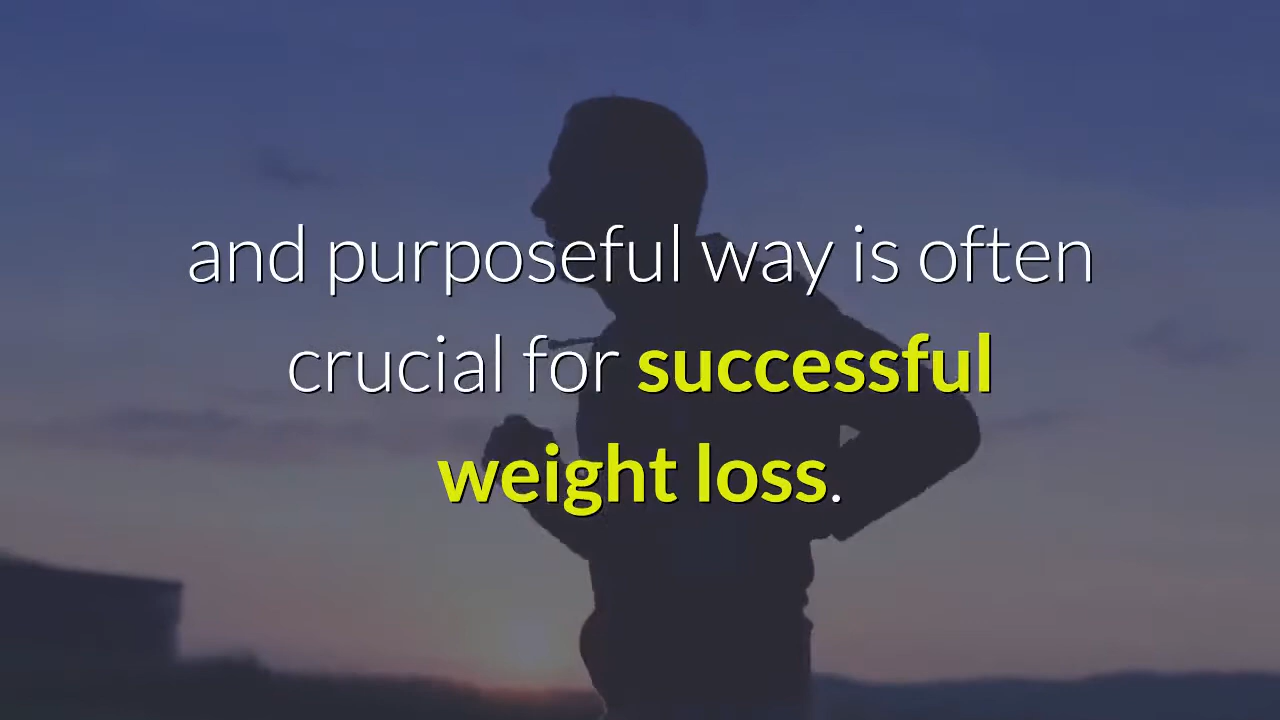 and purposeful way is often
crucial for successful
weight loss.